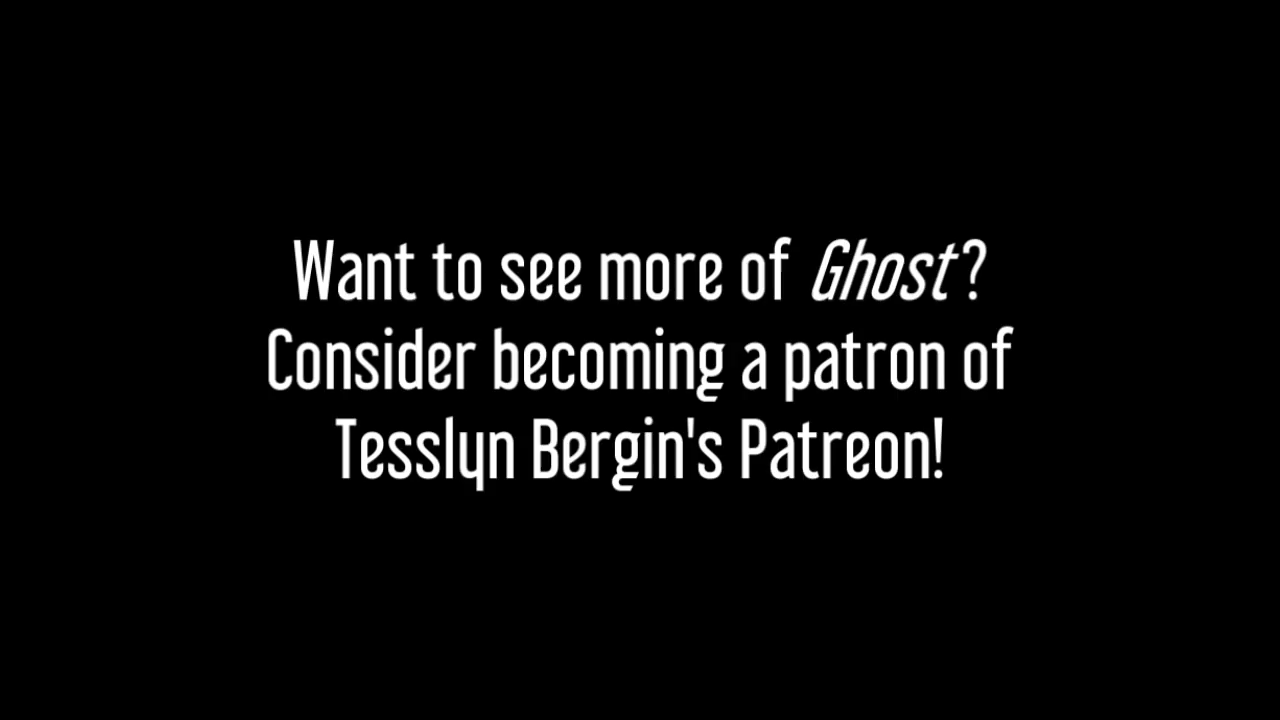 Want to see more of Ghost?
Consider becoming a patron of
Tesslyn Bergin's Patreon!